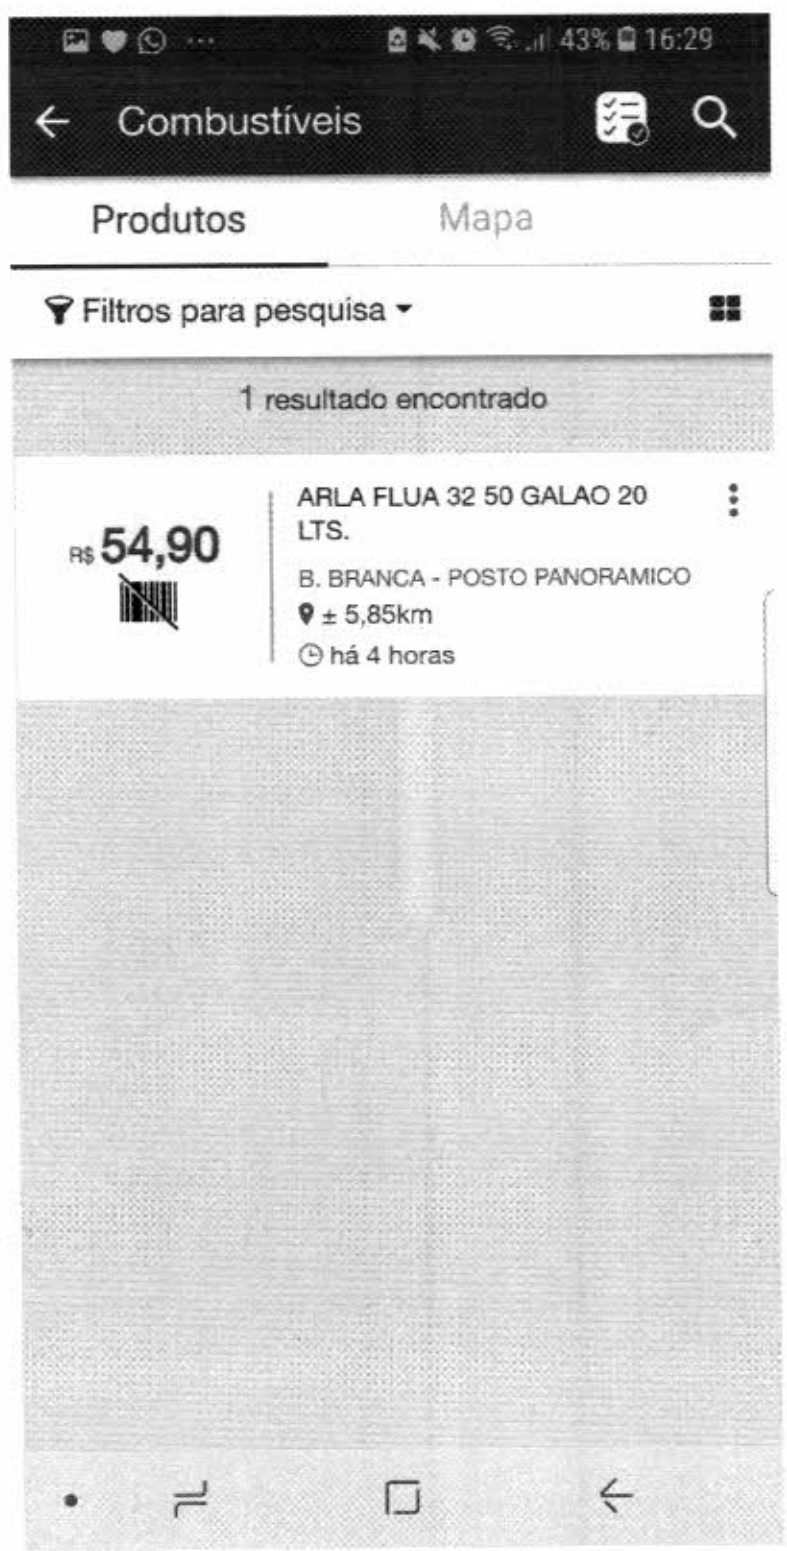 43% 16:29
Combustíveis
Produtos Mapa
Filtros para pesquisa
1 resultado encontrado
R$ 54,90
ARLA FLUA 32 50 GALAO 20
LTS.
B. BRANCA - POSTO PANORAMICO
± 5,85km
há 4 horas